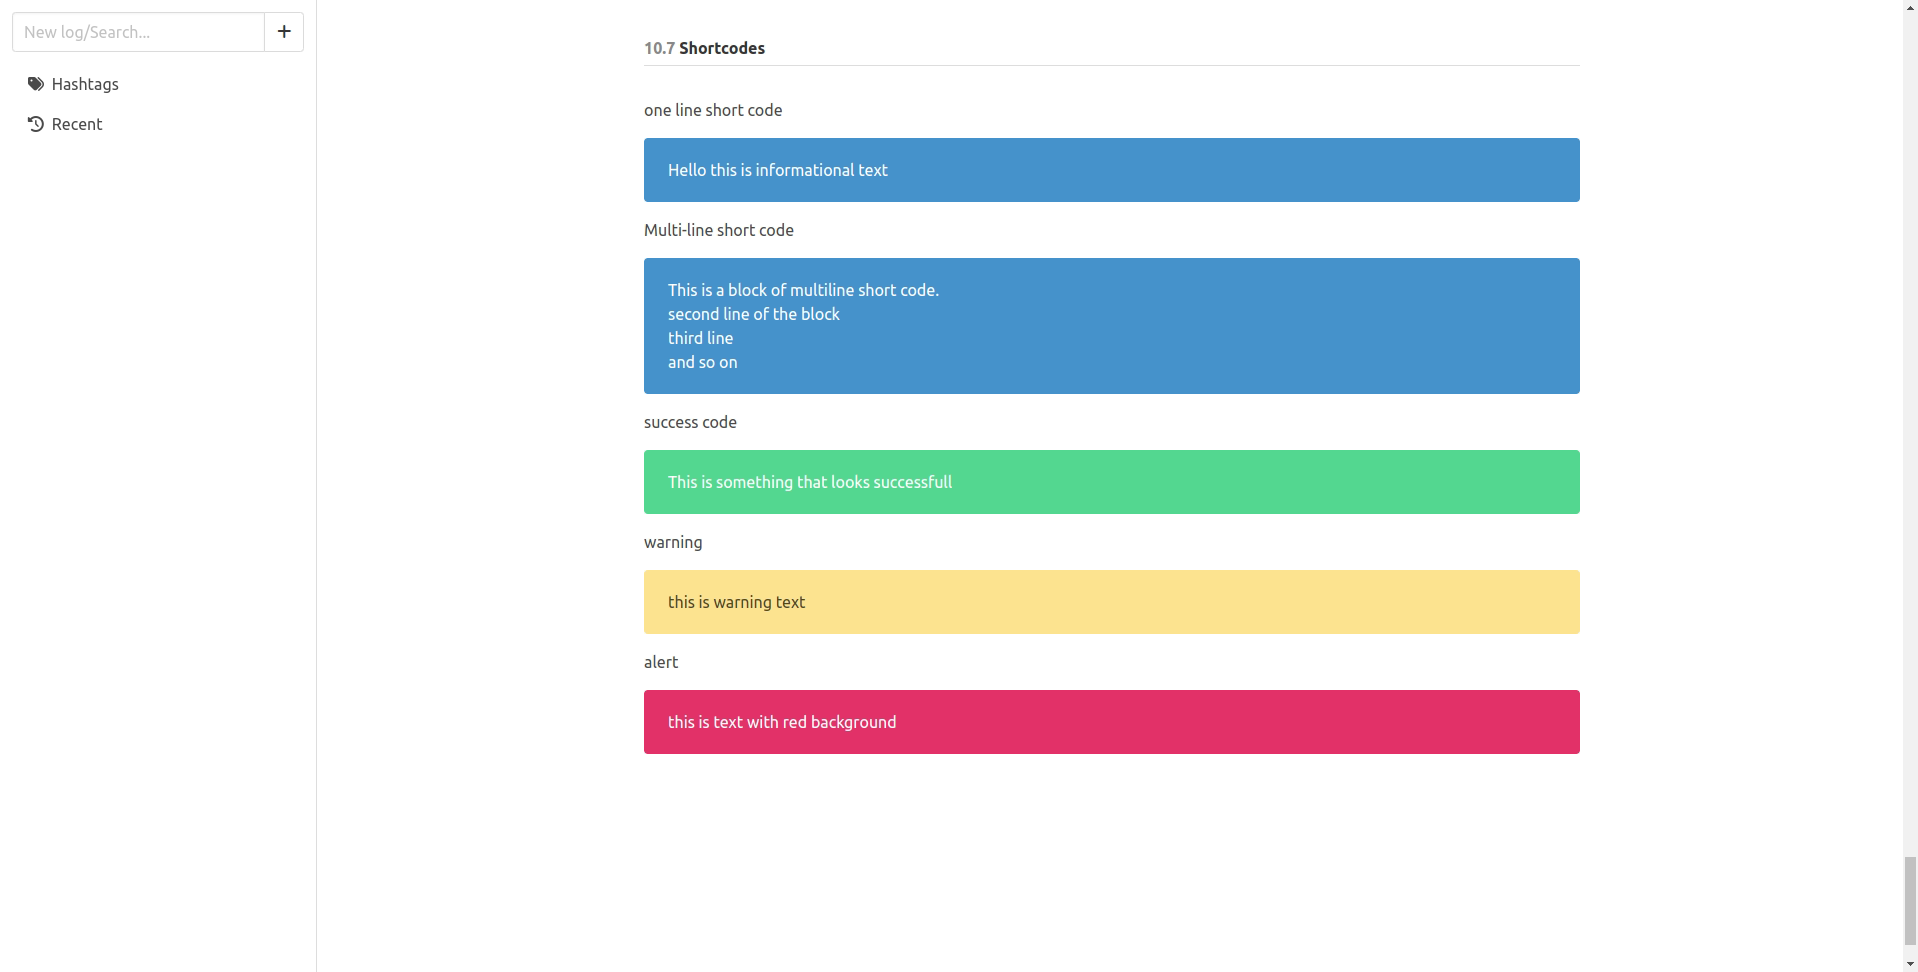 New log/Search...
+
Hashtags
Recent
10.7 Shortcodes
one line short code
Hello this is informational text
Multi-line short code
This is a block of multiline short code.
second line of the block
third line
and so on
success code
This is something that looks successfull
warning
this is warning text
alert
this is text with red background